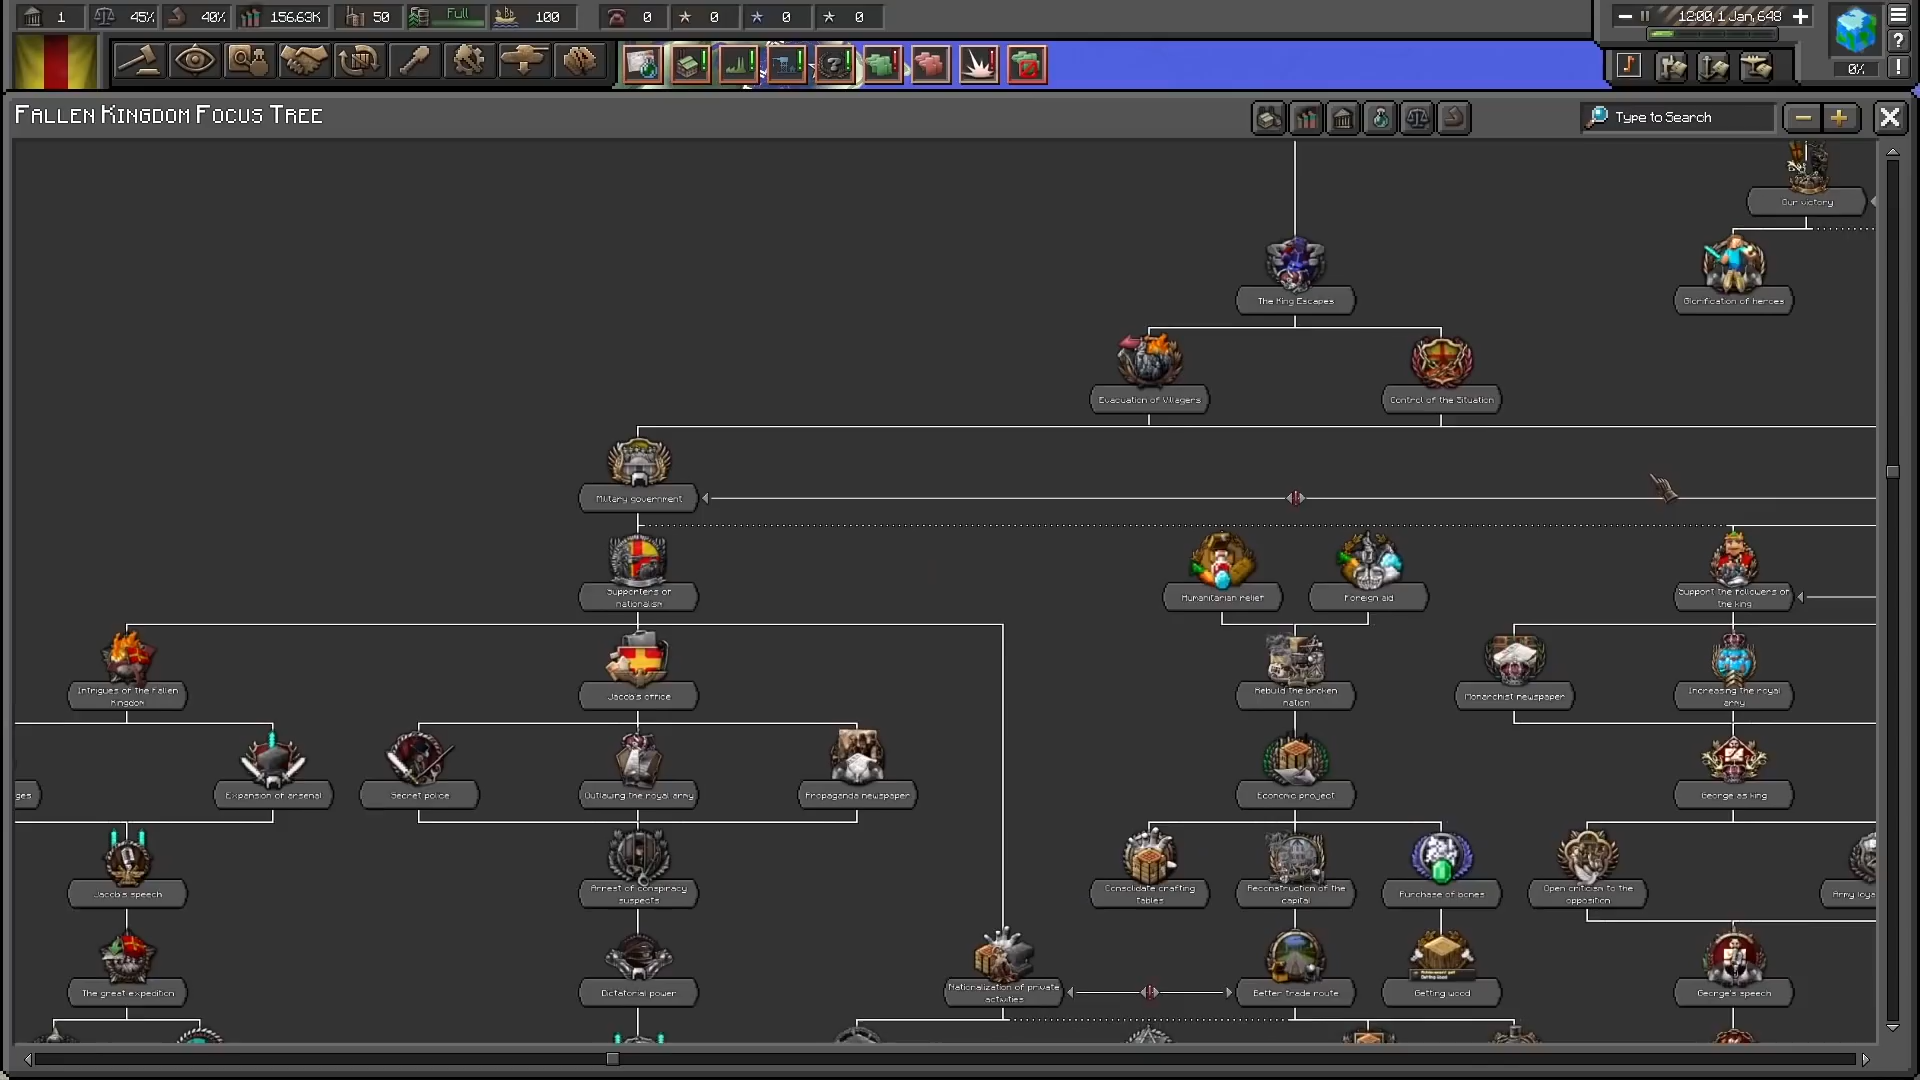 1 45% 40% 156.63K 50 Full 100 0 0 0 0 12:00, 1 Jan, 648
0%
Fallen Kingdom Focus Tree
Type to Search
Our victory
The King Escapes
Glorification of heroes
Evacuation of Villagers
Control of the Situation
Military government
Supporters of
nationalism
Humanitarian relief
Foreign aid
Support the followers of
the king
Intrigues of the Fallen
Kingdom
Jacob's office
Rebuild the broken
nation
Monarchist newspaper
Increasing the royal
army
ges
Expansion of arsenal
Secret police
Outlawing the royal army
Propaganda newspaper
Economic project
George as king
Jacob's speech
Arrest of conspiracy
suspects
Consolidate crafting
tables
Reconstruction of the
capital
Purchase of bones
Open criticism to the
opposition
Army loya
The great expedition
Dictatorial power
Nationalization of private
activities
Better trade route
Getting wood
George's speech